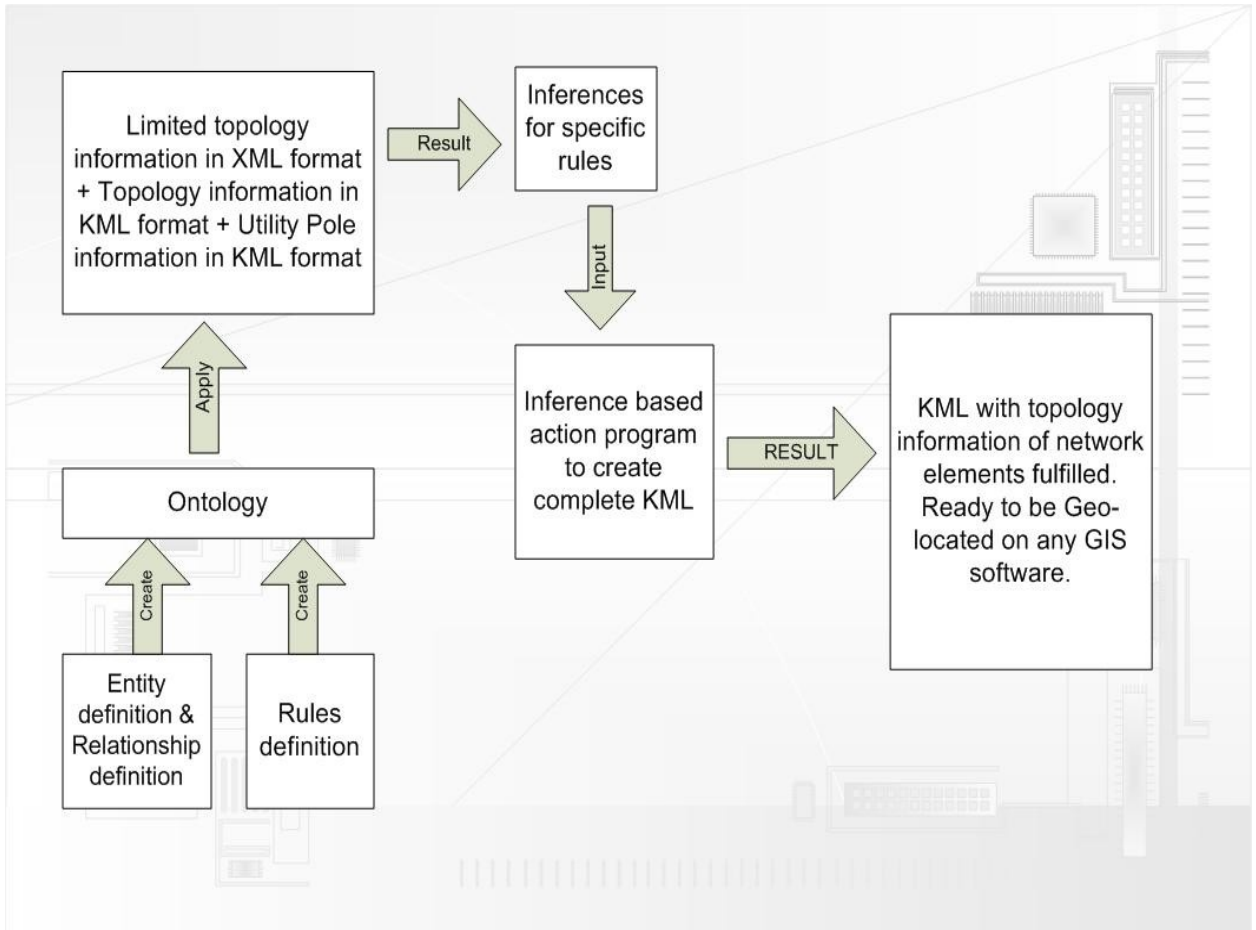 Limited topology
information in XML format
+ Topology information in
KML format + Utility Pole
information in KML format
Result
Inferences
for specific
rules
Input
Inference based
action program
to create
complete KML
RESULT
KML with topology
information of network
elements fulfilled.
Ready to be Geo-
located on any GIS
software.
Apply
Ontology
Create
Create
Entity
definition &
Relationship
definition
Rules
definition